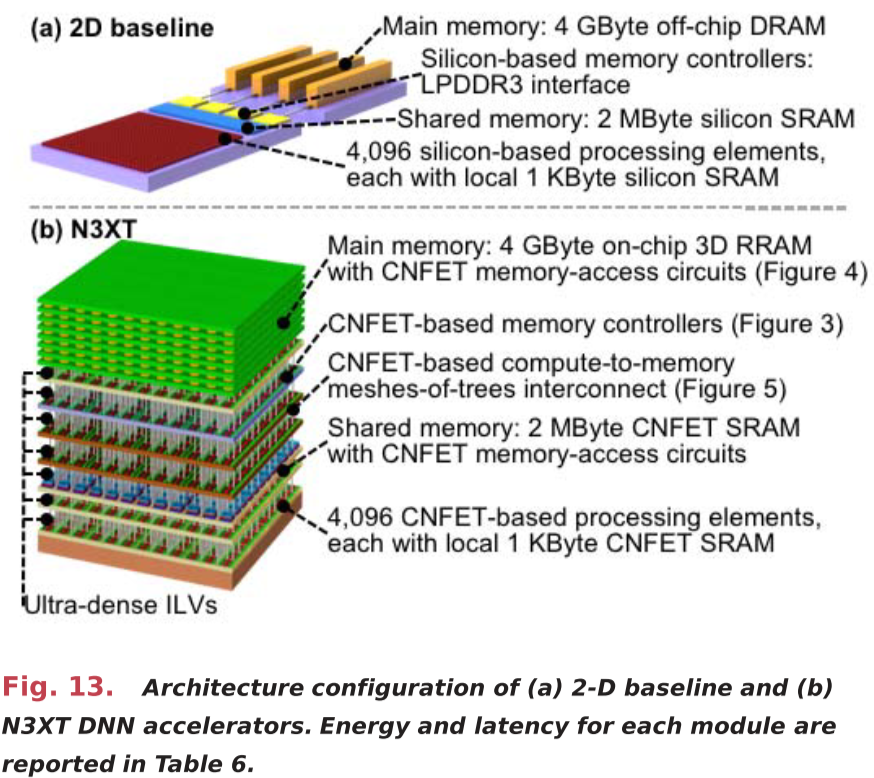 (a) 2D baseline
Main memory: 4 GByte off-chip DRAM
Silicon-based memory controllers:
LPDDR3 interface
Shared memory: 2 MByte silicon SRAM
4,096 silicon-based processing elements,
each with local 1 KByte silicon SRAM
(b) N3XT
Main memory: 4 GByte on-chip 3D RRAM
with CNFET memory-access circuits (Figure 4)
CNFET-based memory controllers (Figure 3)
CNFET-based compute-to-memory
meshes-of-trees interconnect (Figure 5)
Shared memory: 2 MByte CNFET SRAM
with CNFET memory-access circuits
4,096 CNFET-based processing elements,
each with local 1 KByte CNFET SRAM
Ultra-dense ILVs
Fig. 13. Architecture configuration of (a) 2-D baseline and (b)
N3XT DNN accelerators. Energy and latency for each module are
reported in Table 6.